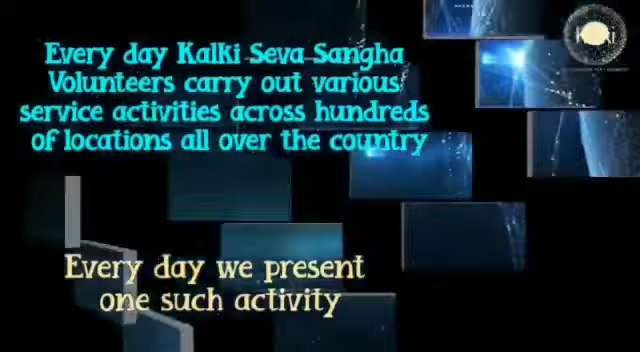 Every day Kalki Seva Sangha
Volunteers carry out various
service activities across hundreds
of locations all over the country
Every day we present
one such activity